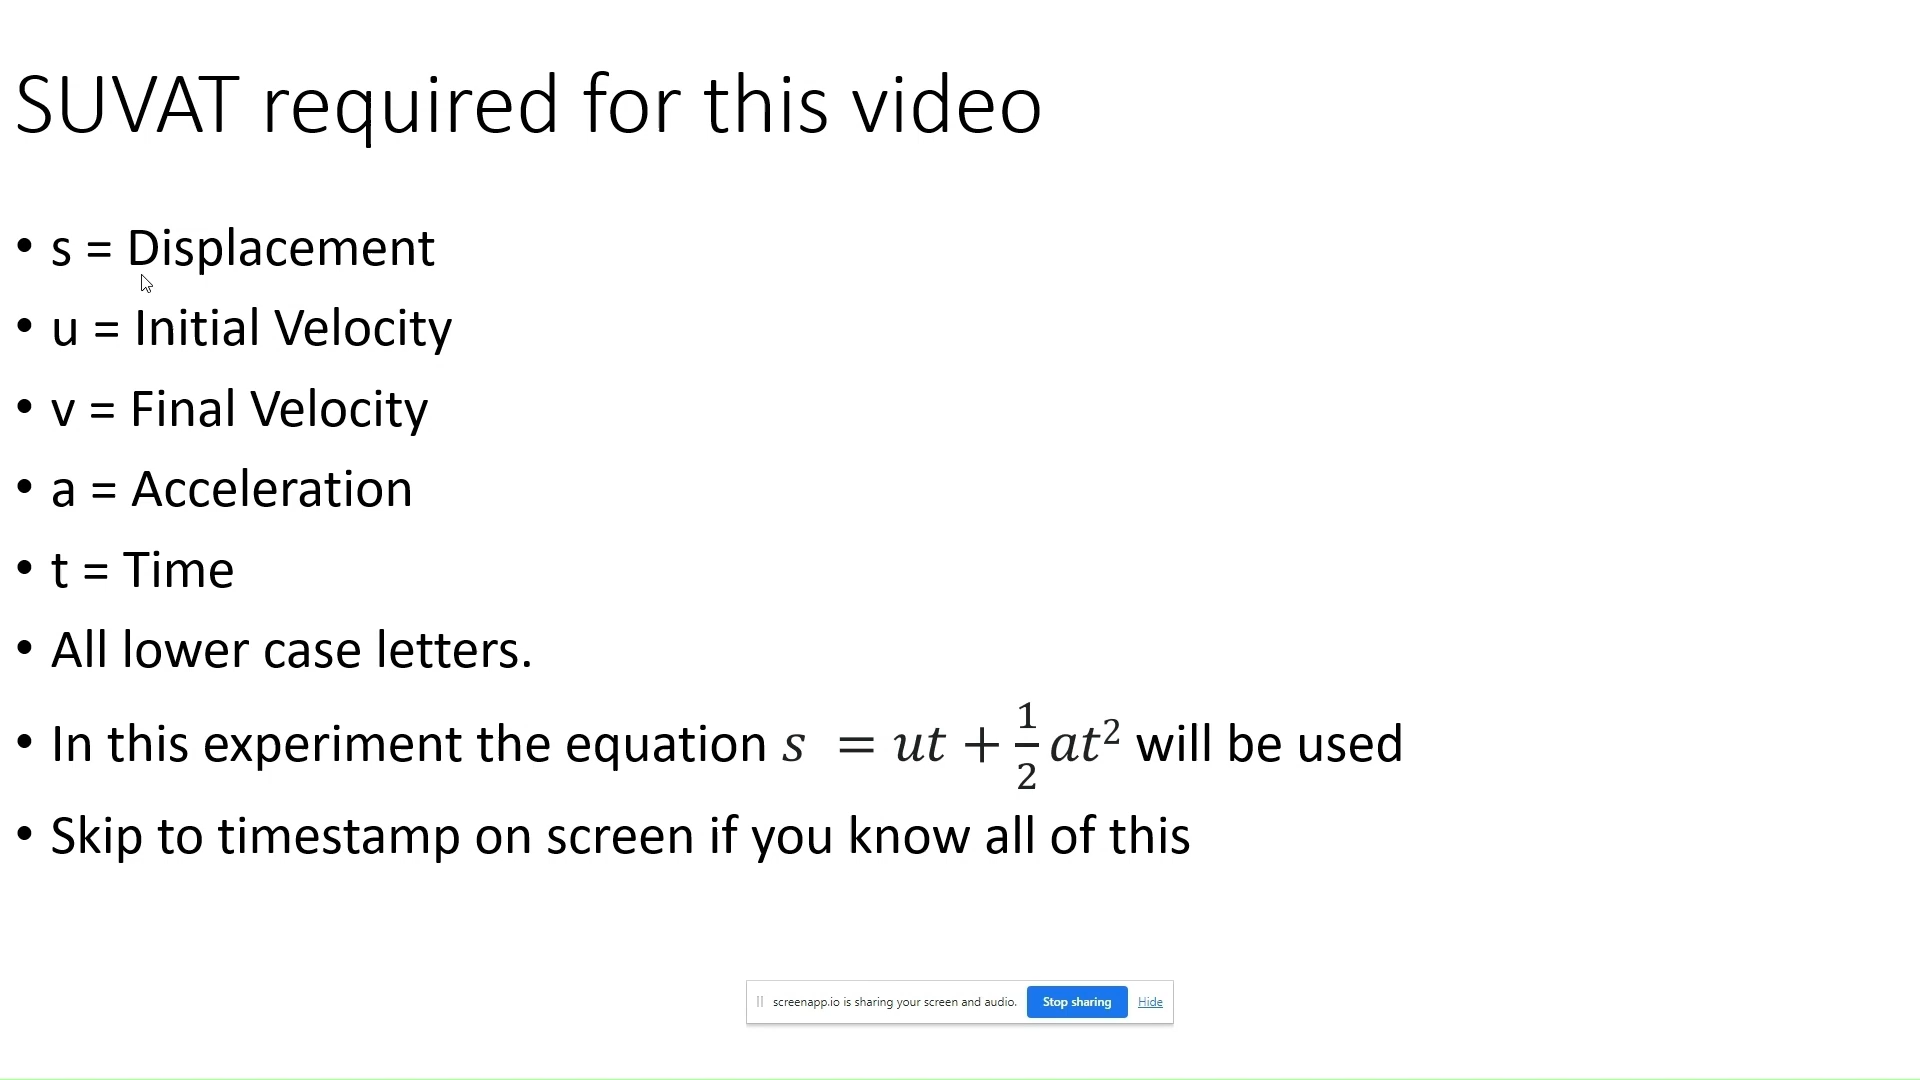 SUVAT required for this video
• s = Displacement
• u = Initial Velocity
• v = Final Velocity
• a = Acceleration
• t = Time
• All lower case letters.
• In this experiment the equation s = ut + 1/2 at² will be used
• Skip to timestamp on screen if you know all of this
screenapp.io is sharing your screen and audio. Stop sharing Hide